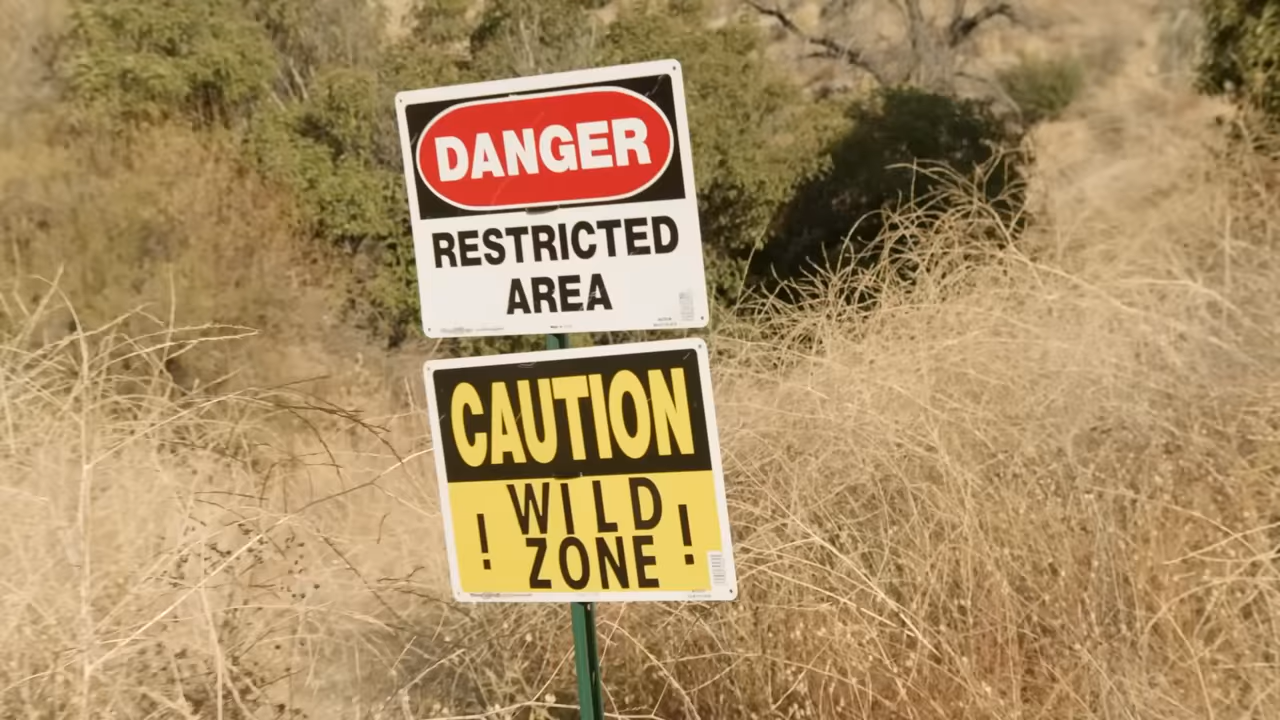 DANGER
RESTRICTED
AREA
CAUTION
! WILD !
ZONE